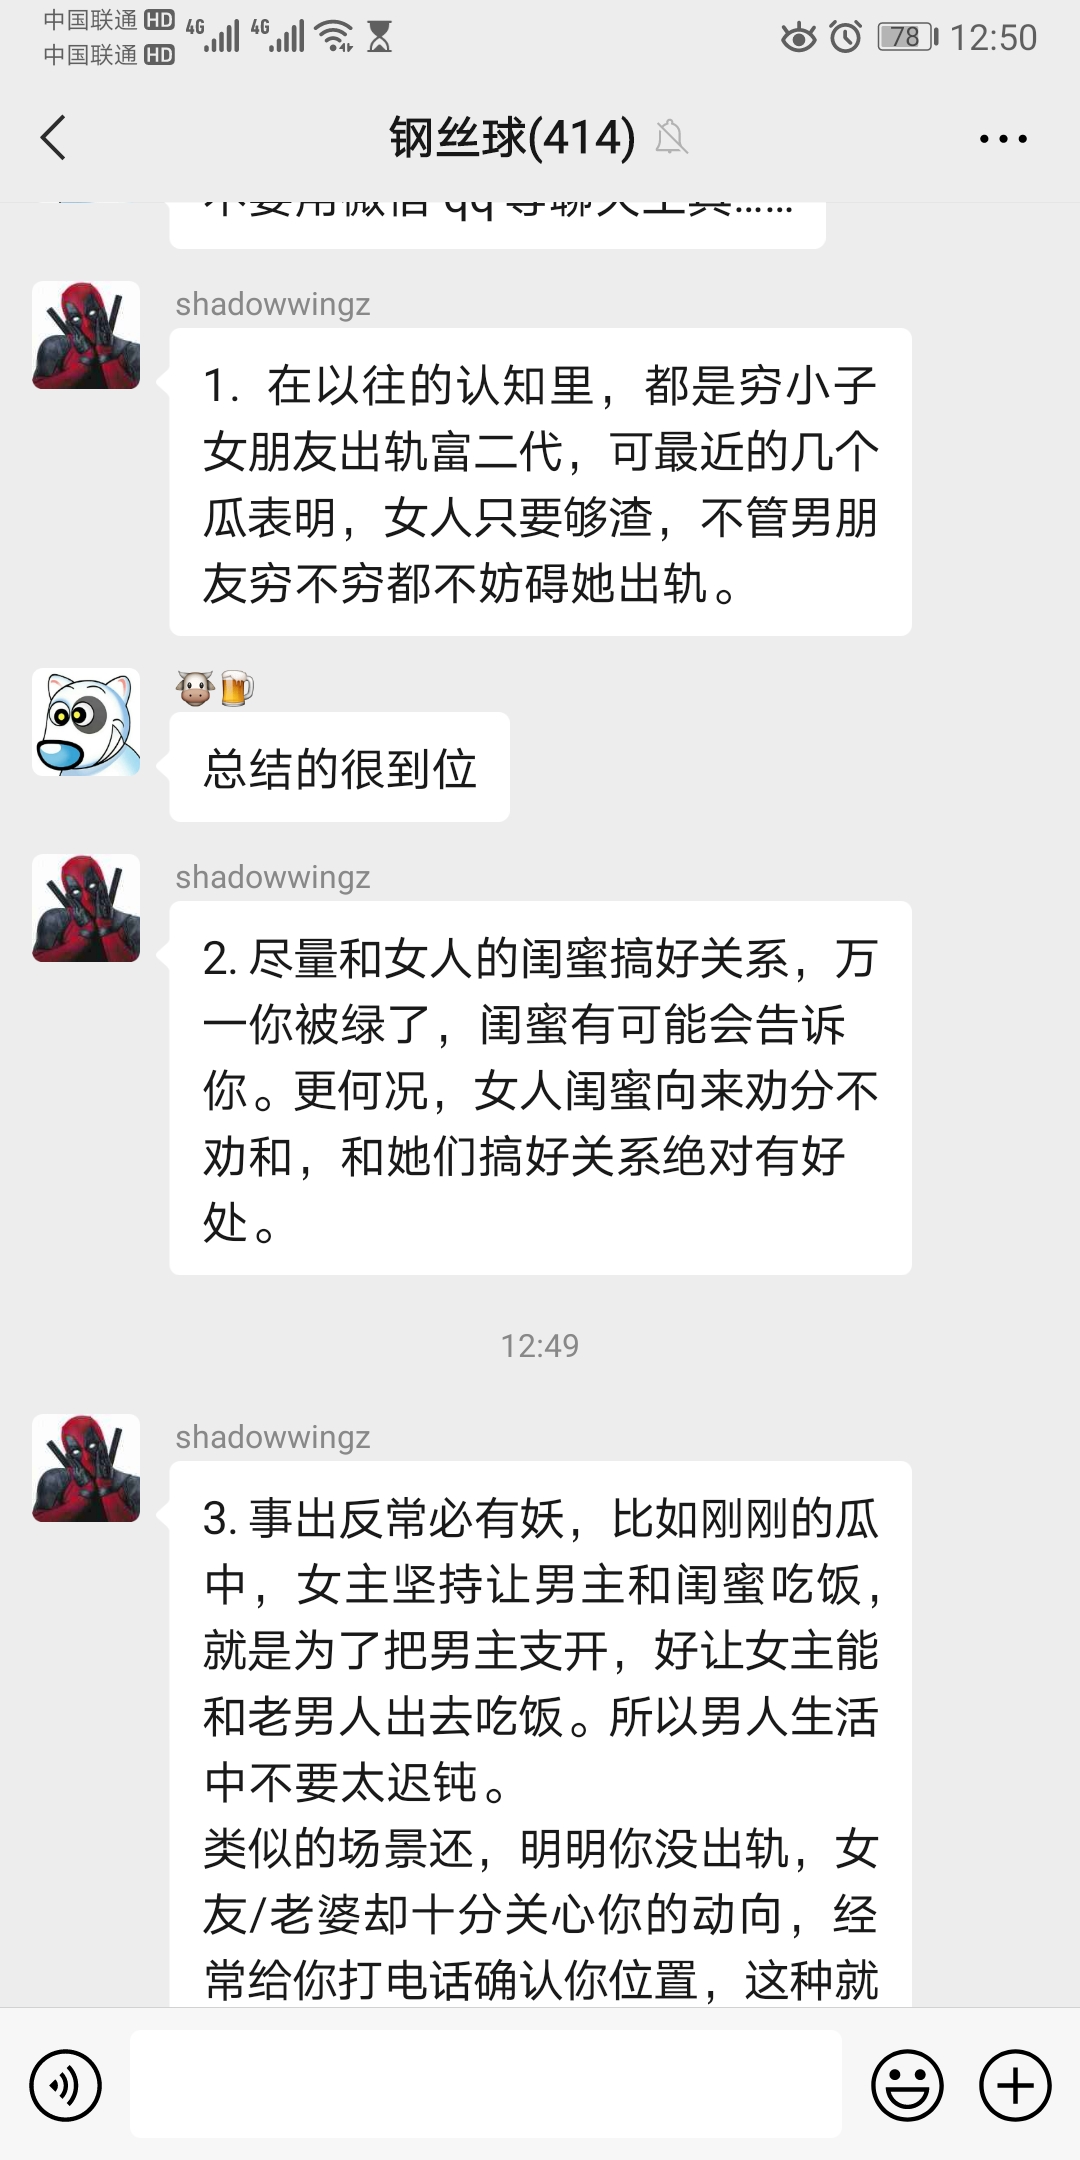 中国联通 HD 4G 4G 78 12:50
中国联通 HD
钢丝球(414)
不要用微信 qq 等聊天工具……
shadowwingz
1. 在以往的认知里，都是穷小子
女朋友出轨富二代，可最近的几个
瓜表明，女人只要够渣，不管男朋
友穷不穷都不妨碍她出轨。
🐮🍺
总结的很到位
shadowwingz
2. 尽量和女人的闺蜜搞好关系，万
一你被绿了，闺蜜有可能会告诉
你。更何况，女人闺蜜向来劝分不
劝和，和她们搞好关系绝对有好
处。
12:49
shadowwingz
3. 事出反常必有妖，比如刚刚的瓜
中，女主坚持让男主和闺蜜吃饭，
就是为了把男主支开，好让女主能
和老男人出去吃饭。所以男人生活
中不要太迟钝。
类似的场景还，明明你没出轨，女
友/老婆却十分关心你的动向，经
常给你打电话确认你位置，这种就